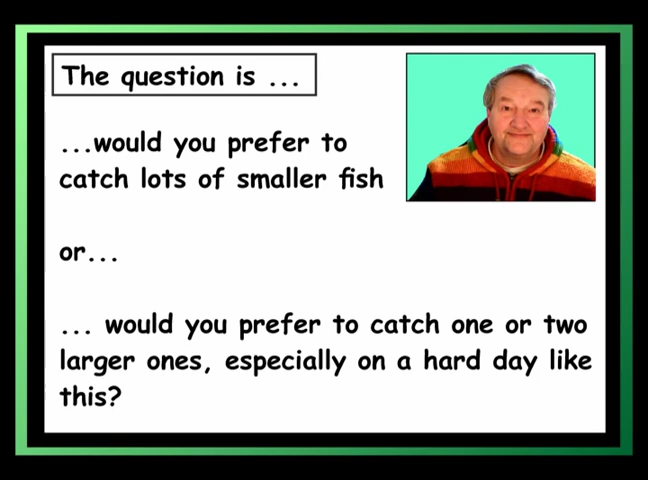 The question is ...
...would you prefer to
catch lots of smaller fish
or...
... would you prefer to catch one or two
larger ones, especially on a hard day like
this?